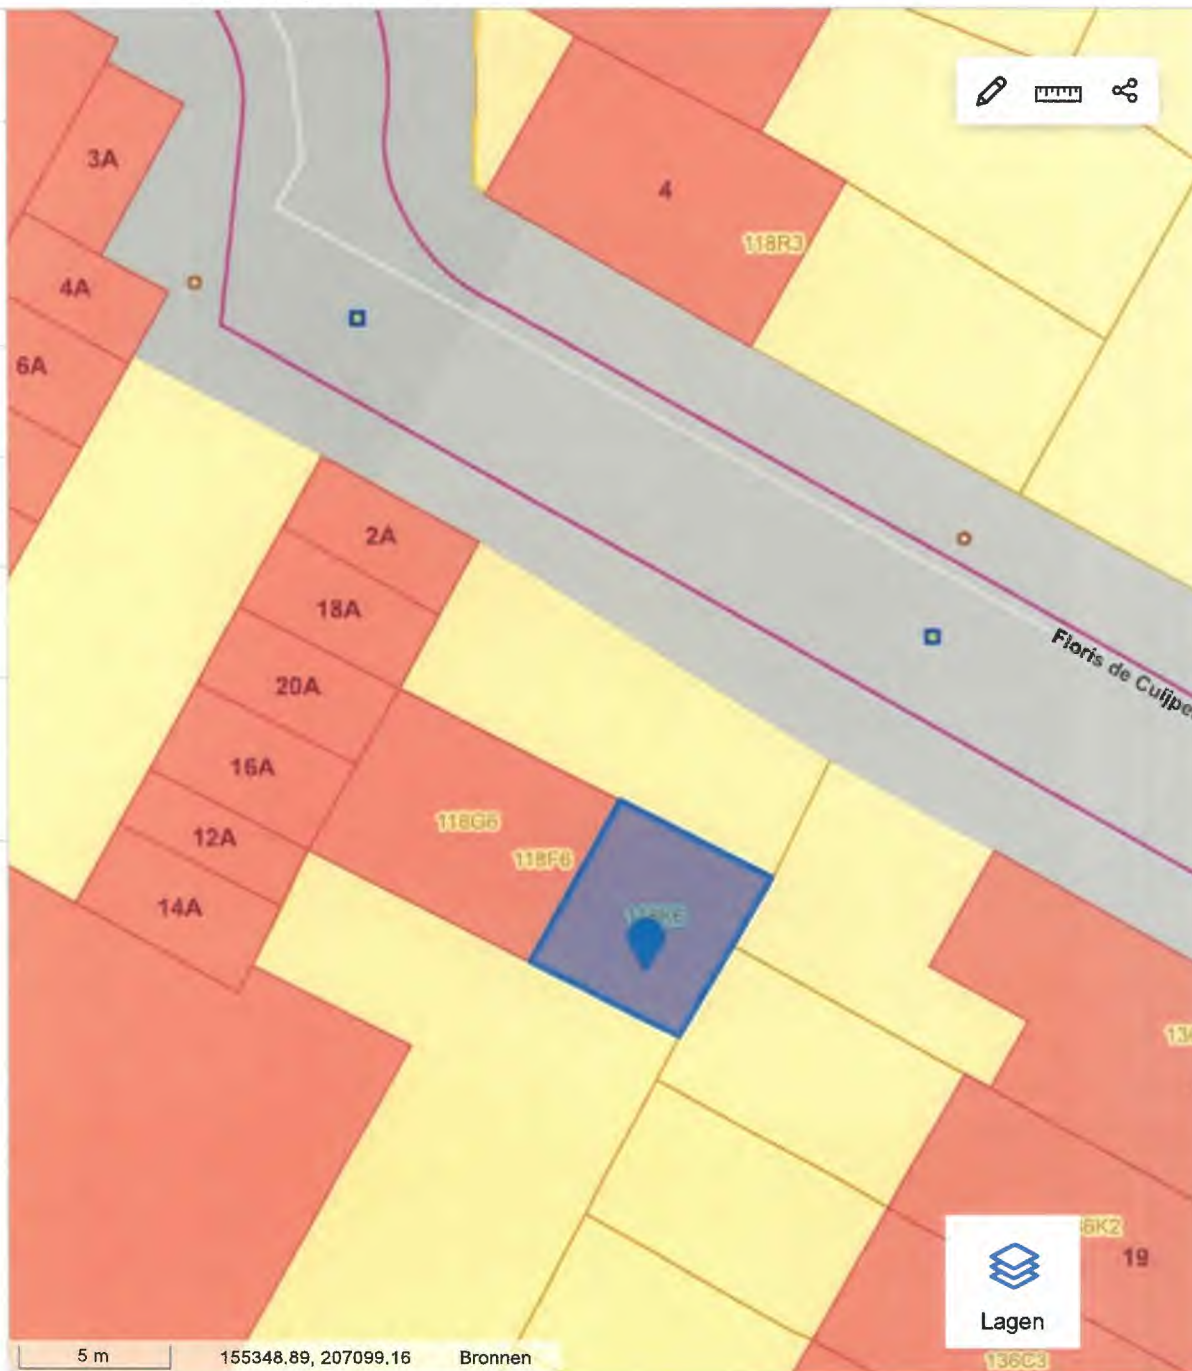 3A
4
118R3
4A
6A
2A
18A
Floris de Cuijpe
20A
16A
118G6
12A
118F6
14A
19
Lagen
136C3
5 m
155348.89, 207099.16
Bronnen